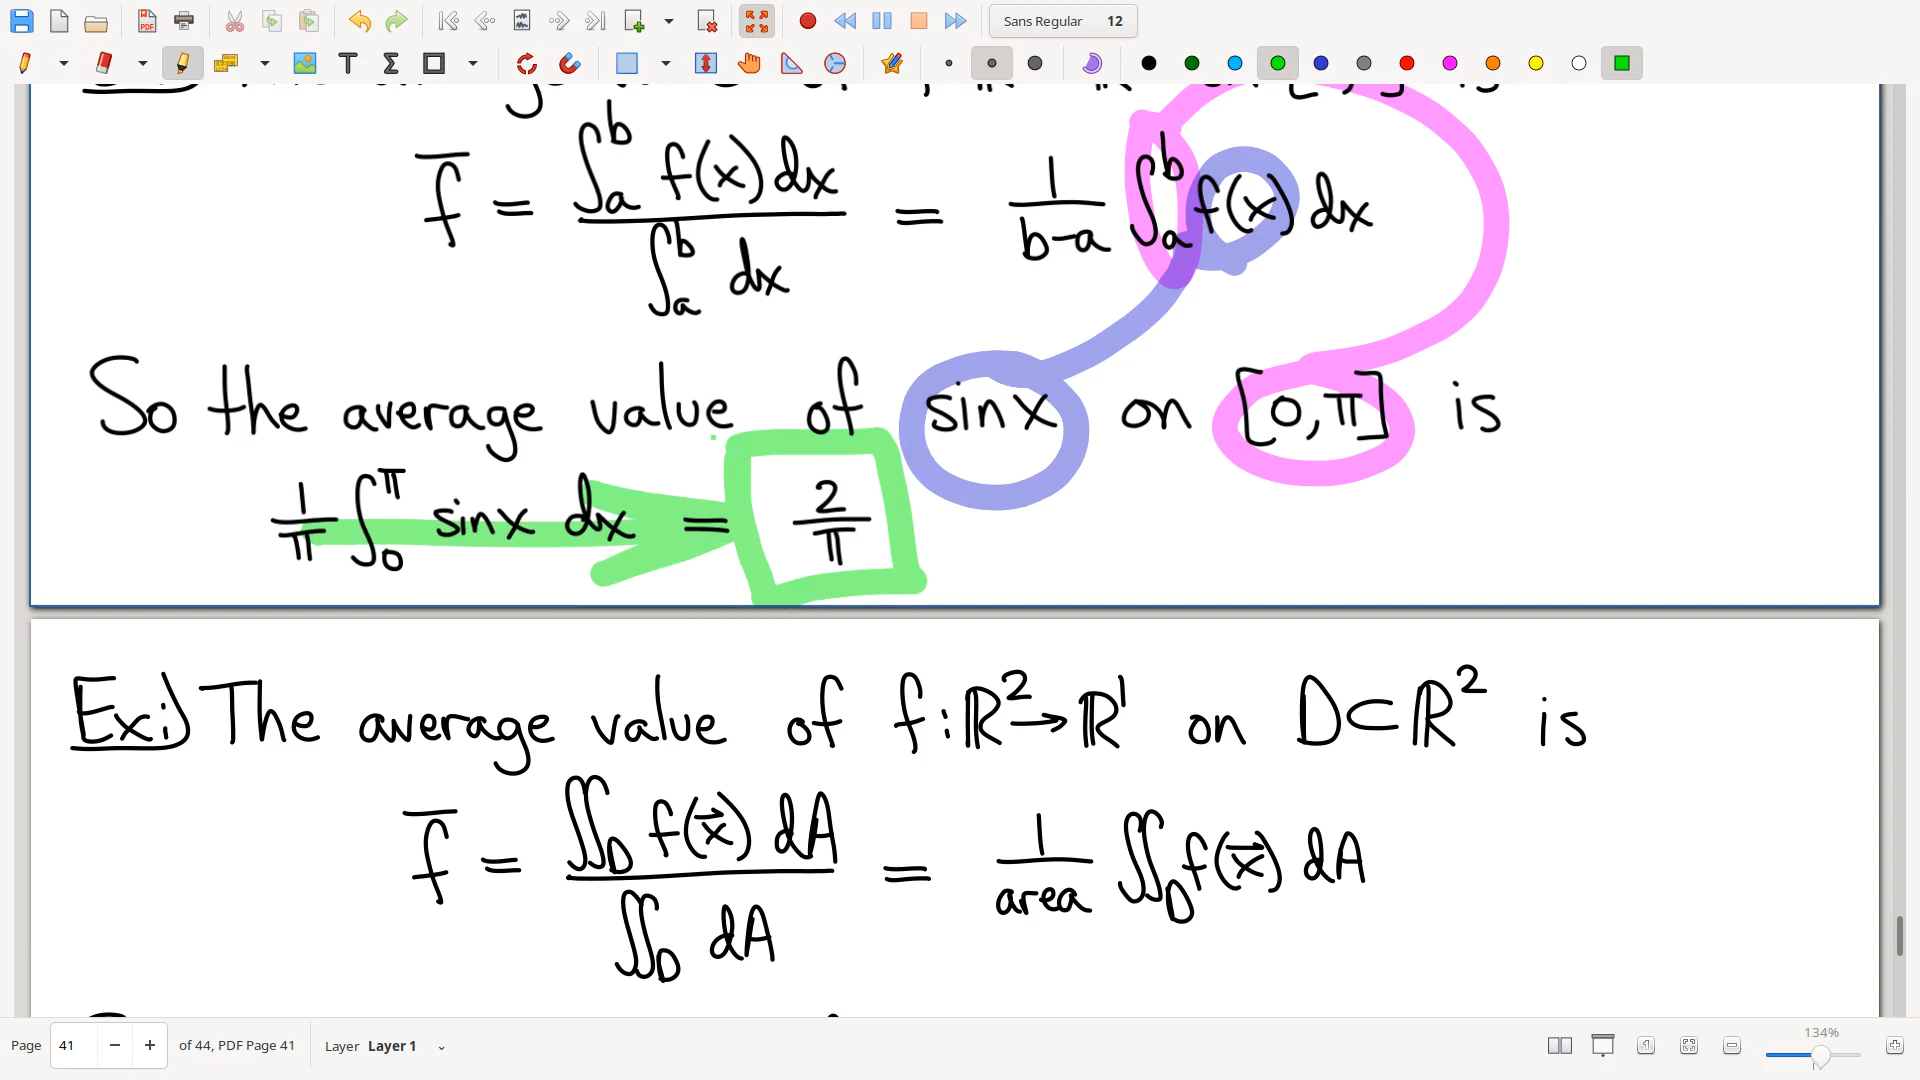 Sans Regular 12
f̄ = ∫_a^b f(x) dx / ∫_a^b dx = 1/(b-a) ∫_a^b f(x) dx
So the average value of sinx on [0,π] is
1/π ∫_0^π sinx dx = 2/π
Ex:) The average value of f:ℝ²→ℝ¹ on D⊂ℝ² is
f̄ = ∬_D f(x⃗) dA / ∬_D dA = 1/area ∬_D f(x⃗) dA
Page 41 − + of 44, PDF Page 41 Layer Layer 1 134%